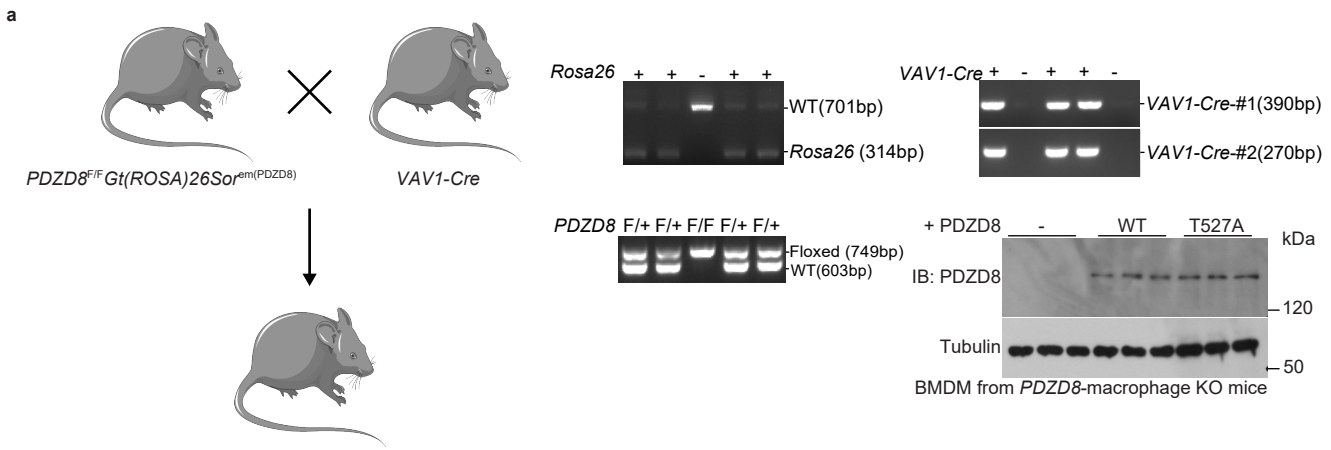 a
PDZD8F/F Gt(ROSA)26Sorem(PDZD8)
VAV1-Cre
Rosa26 + + - + +
WT(701bp)
Rosa26 (314bp)
VAV1-Cre + - + + -
VAV1-Cre-#1(390bp)
VAV1-Cre-#2(270bp)
PDZD8 F/+ F/+ F/F F/+ F/+
Floxed (749bp)
WT(603bp)
+ PDZD8 - WT T527A
kDa
IB: PDZD8
120
Tubulin
50
BMDM from PDZD8-macrophage KO mice